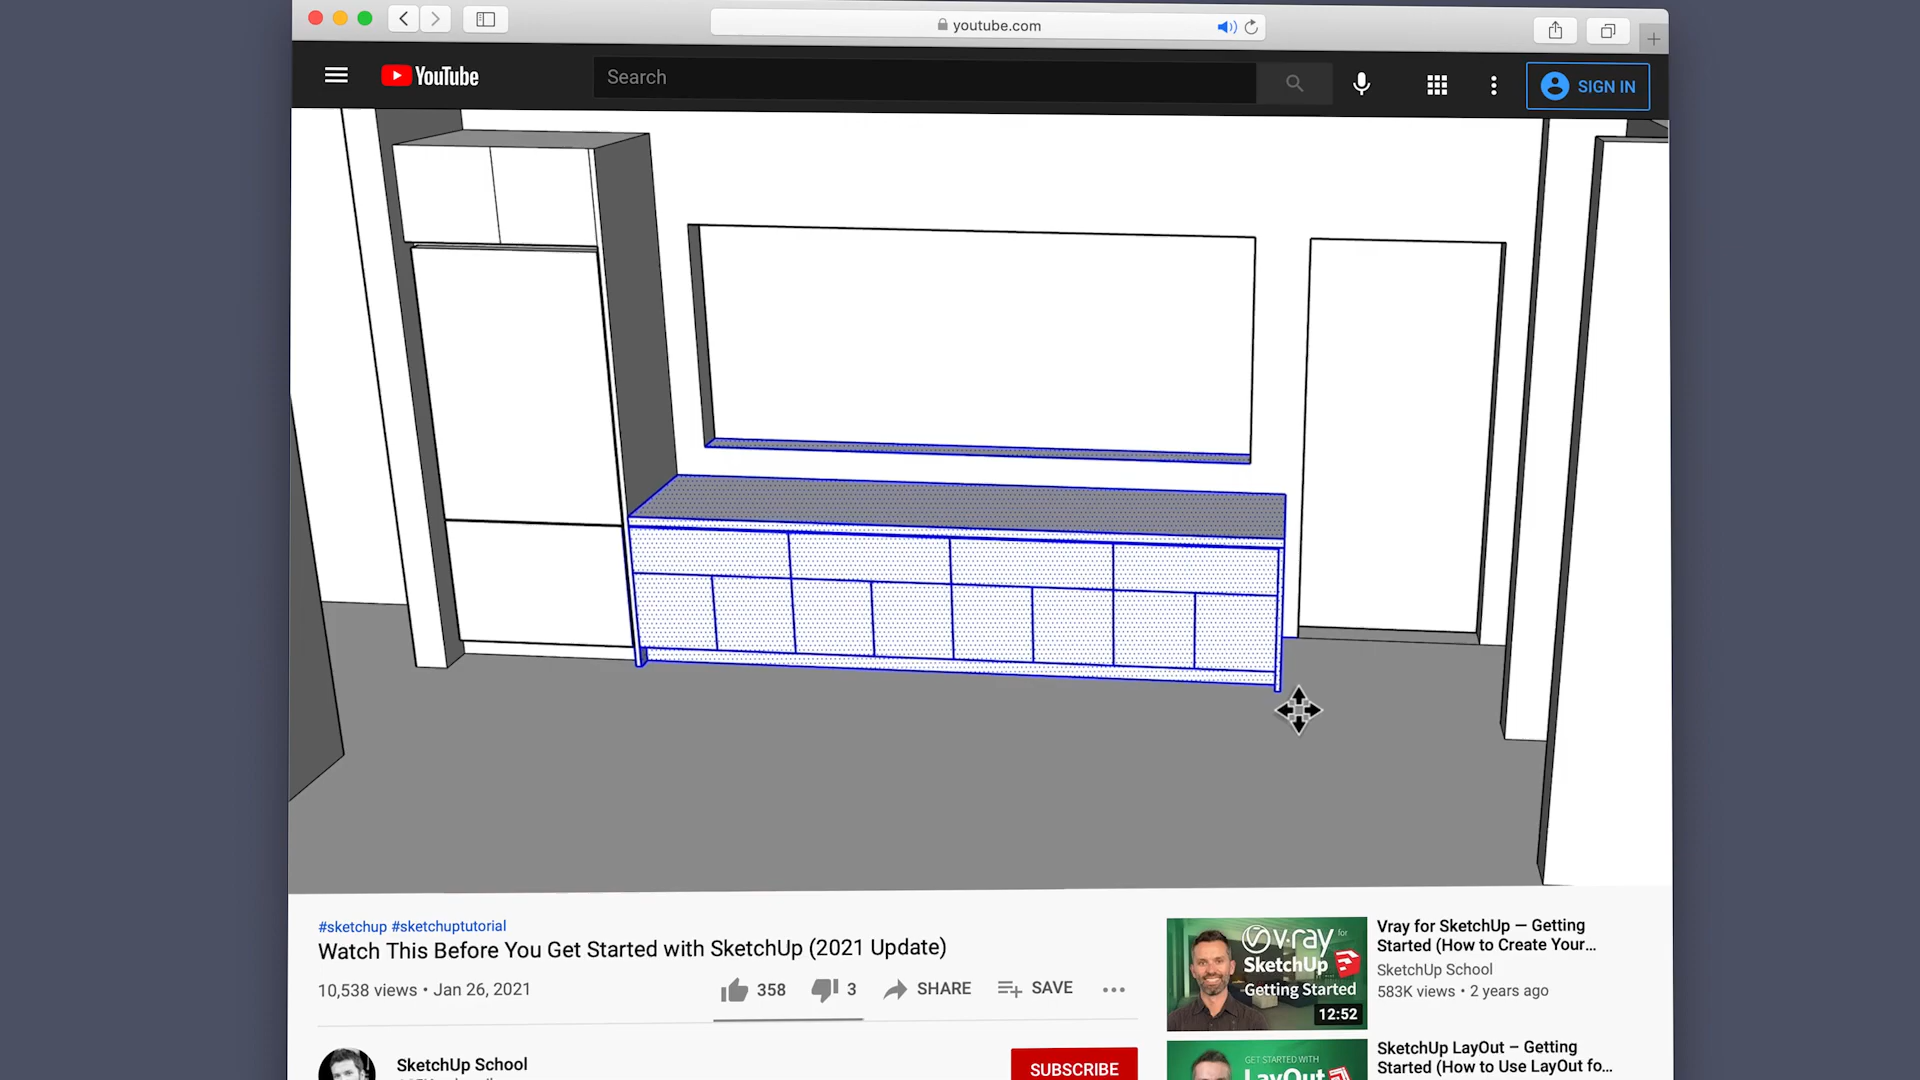 youtube.com
YouTube
Search
SIGN IN
#sketchup #sketchuptutorial
Watch This Before You Get Started with SketchUp (2021 Update)
10,538 views • Jan 26, 2021
358
3
SHARE
SAVE
SketchUp School
SUBSCRIBE
v-ray for
SketchUp
Getting Started
12:52
Vray for SketchUp — Getting
Started (How to Create Your...
SketchUp School
583K views • 2 years ago
GET STARTED WITH
LayOut
SketchUp LayOut – Getting
Started (How to Use LayOut fo...